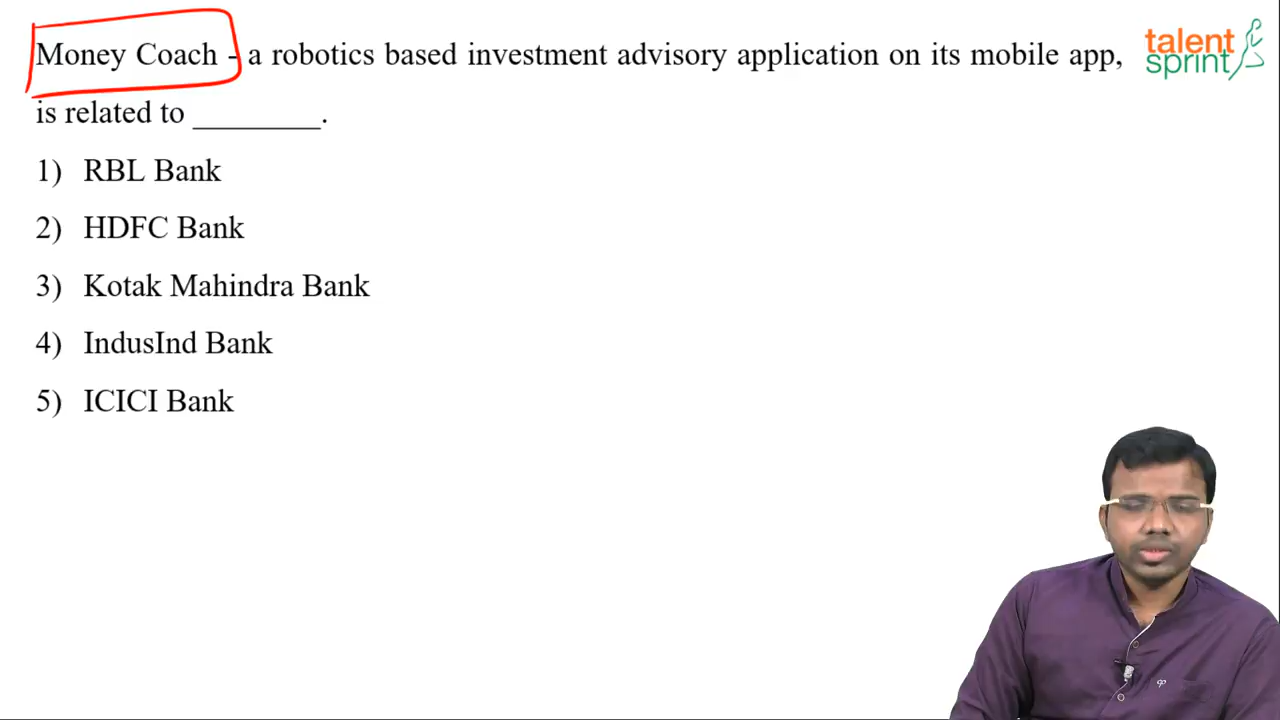 Money Coach - a robotics based investment advisory application on its mobile app,
is related to ________.
1) RBL Bank
2) HDFC Bank
3) Kotak Mahindra Bank
4) IndusInd Bank
5) ICICI Bank
talent
sprint